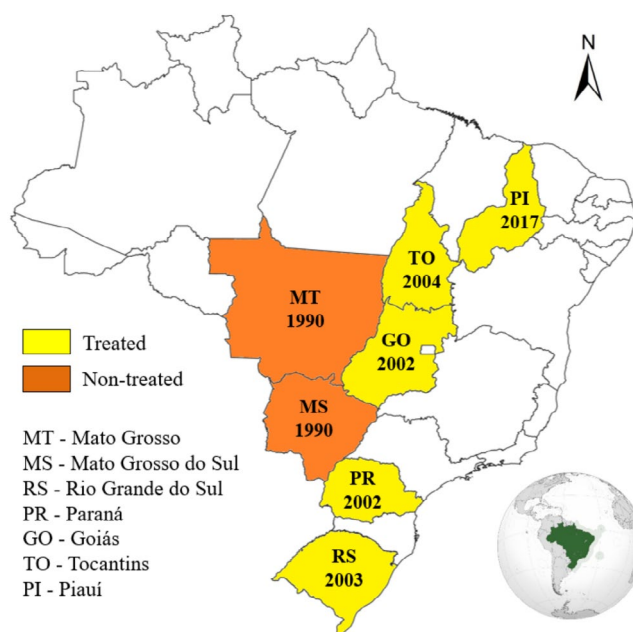 N
PI
2017
TO
2004
MT
1990
GO
2002
MS
1990
PR
2002
RS
2003
Treated
Non-treated
MT - Mato Grosso
MS - Mato Grosso do Sul
RS - Rio Grande do Sul
PR - Paraná
GO - Goiás
TO - Tocantins
PI - Piauí